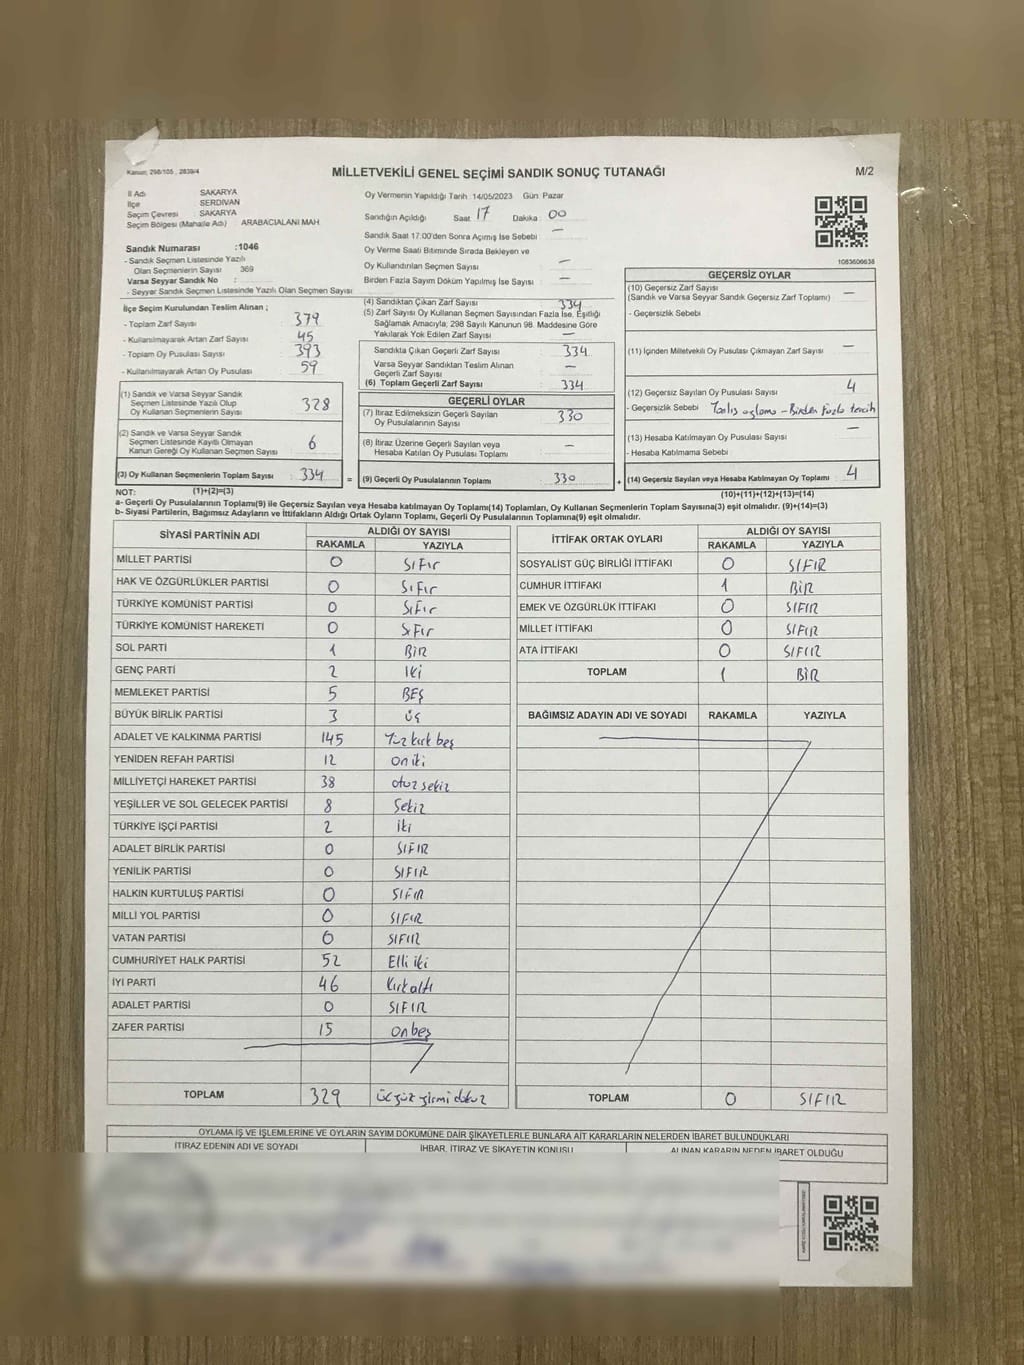 Kanun; 298/105 , 2839/4
MİLLETVEKİLİ GENEL SEÇİMİ SANDIK SONUÇ TUTANAĞI
M/2
İl Adı SAKARYA
İlçe SERDİVAN
Seçim Çevresi : SAKARYA
Seçim Bölgesi (Mahalle Adı) : ARABACIALANI MAH.
Sandık Numarası :1046
- Sandık Seçmen Listesinde Yazılı
Olan Seçmenlerin Sayısı 369
Varsa Seyyar Sandık No :
- Seyyar Sandık Listesinde Yazılı Olan Seçmen Sayısı
Oy Vermenin Yapıldığı Tarih :14/05/2023 Gün :Pazar
Sandığın Açıldığı Saat : 17 Dakika : 00
Sandık Saat 17:00'den Sonra Açımış İse Sebebi : —
Oy Verme Saati Bitiminde Sırada Bekleyen ve
Oy Kullandırılan Seçmen Sayısı : —
Birden Fazla Sayım Döküm Yapılmış İse Sayısı : —
1083606638
İlçe Seçim Kurulundan Teslim Alınan ;
- Toplam Zarf Sayısı : 379
- Kullanılmayarak Artan Zarf Sayısı : 45
- Toplam Oy Pusulası Sayısı : 393
- Kullanılmayarak Artan Oy Pusulası : 59
(1) Sandık ve Varsa Seyyar Sandık
Seçmen Listesinde Yazılı Olup
Oy Kullanan Seçmenlerin Sayısı : 328
(2) Sandık ve Varsa Seyyar Sandık
Seçmen Listesinde Kayıtlı Olmayan
Kanun Gereği Oy Kullanan Seçmen Sayısı : 6
(3) Oy Kullanan Seçmenlerin Toplam Sayısı : 334
(1)+(2)=(3)
(4) Sandıktan Çıkan Zarf Sayısı : 334
(5) Zarf Sayısı Oy Kullanan Seçmen Sayısından Fazla İse, Eşitliği
Sağlamak Amacıyla; 298 Sayılı Kanunun 98. Maddesine Göre
Yakılarak Yok Edilen Zarf Sayısı : —
Sandıkta Çıkan Geçerli Zarf Sayısı : 334
Varsa Seyyar Sandıktan Teslim Alınan
Geçerli Zarf Sayısı : —
(6) Toplam Geçerli Zarf Sayısı : 334
GEÇERLİ OYLAR
(7) İtiraz Edilmeksizin Geçerli Sayılan
Oy Pusulalarının Sayısı : 330
(8) İtiraz Üzerine Geçerli Sayılan veya
Hesaba Katılan Oy Pusulası Toplamı : —
= (9) Geçerli Oy Pusulalarının Toplamı : 330
GEÇERSİZ OYLAR
(10) Geçersiz Zarf Sayısı
(Sandık ve Varsa Seyyar Sandık Geçersiz Zarf Toplamı) : —
- Geçersizlik Sebebi :
(11) İçinden Milletvekili Oy Pusulası Çıkmayan Zarf Sayısı : —
(12) Geçersiz Sayılan Oy Pusulası Sayısı : 4
- Geçersizlik Sebebi : Yanlış oylama - Birden fazla tercih
(13) Hesaba Katılmayan Oy Pusulası Sayısı : —
- Hesaba Katılmama Sebebi :
+ (14) Geçersiz Sayılan veya Hesaba Katılmayan Oy Toplamı : 4
(10)+(11)+(12)+(13)=(14)
NOT:
a- Geçerli Oy Pusulalarının Toplamı(9) ile Geçersiz Sayılan veya Hesaba katılmayan Oy Toplamı(14) Toplamları, Oy Kullanan Seçmenlerin Toplam Sayısına(3) eşit olmalıdır. (9)+(14)=(3)
b- Siyasi Partilerin, Bağımsız Adayların ve İttifakların Aldığı Ortak Oyların Toplamı, Geçerli Oy Pusulalarının Toplamına(9) eşit olmalıdır.
SİYASİ PARTİNİN ADI ALDIĞI OY SAYISI
RAKAMLA YAZIYLA
MİLLET PARTİSİ 0 Sıfır
HAK VE ÖZGÜRLÜKLER PARTİSİ 0 Sıfır
TÜRKİYE KOMÜNİST PARTİSİ 0 Sıfır
TÜRKİYE KOMÜNİST HAREKETİ 0 Sıfır
SOL PARTİ 1 BİR
GENÇ PARTİ 2 İki
MEMLEKET PARTİSİ 5 BEŞ
BÜYÜK BİRLİK PARTİSİ 3 üç
ADALET VE KALKINMA PARTİSİ 145 Yüz kırk beş
YENİDEN REFAH PARTİSİ 12 on iki
MİLLİYETÇİ HAREKET PARTİSİ 38 otuz sekiz
YEŞİLLER VE SOL GELECEK PARTİSİ 8 Sekiz
TÜRKİYE İŞÇİ PARTİSİ 2 iki
ADALET BİRLİK PARTİSİ 0 SIFIR
YENİLİK PARTİSİ 0 SIFIR
HALKIN KURTULUŞ PARTİSİ 0 SIFIR
MİLLİ YOL PARTİSİ 0 SIFIR
VATAN PARTİSİ 0 SIFIR
CUMHURİYET HALK PARTİSİ 52 Elli iki
İYİ PARTİ 46 Kırkaltı
ADALET PARTİSİ 0 SIFIR
ZAFER PARTİSİ 15 onbeş
TOPLAM 329 üçyüz yirmi dokuz
İTTİFAK ORTAK OYLARI ALDIĞI OY SAYISI
RAKAMLA YAZIYLA
SOSYALİST GÜÇ BİRLİĞİ İTTİFAKI 0 SIFIR
CUMHUR İTTİFAKI 1 BİR
EMEK VE ÖZGÜRLÜK İTTİFAKI 0 SIFIR
MİLLET İTTİFAKI 0 SIFIR
ATA İTTİFAKI 0 SIFIR
TOPLAM 1 BİR
BAĞIMSIZ ADAYIN ADI VE SOYADI RAKAMLA YAZIYLA
TOPLAM 0 SIFIR
OYLAMA İŞ VE İŞLEMLERİNE VE OYLARIN SAYIM DÖKÜMÜNE DAİR ŞİKAYETLERLE BUNLARA AİT KARARLARIN NELERDEN İBARET BULUNDUKLARI
İTİRAZ EDENİN ADI VE SOYADI İHBAR, İTİRAZ VE ŞİKAYETİN KONUSU ALINAN KARARIN NEDEN İBARET OLDUĞU